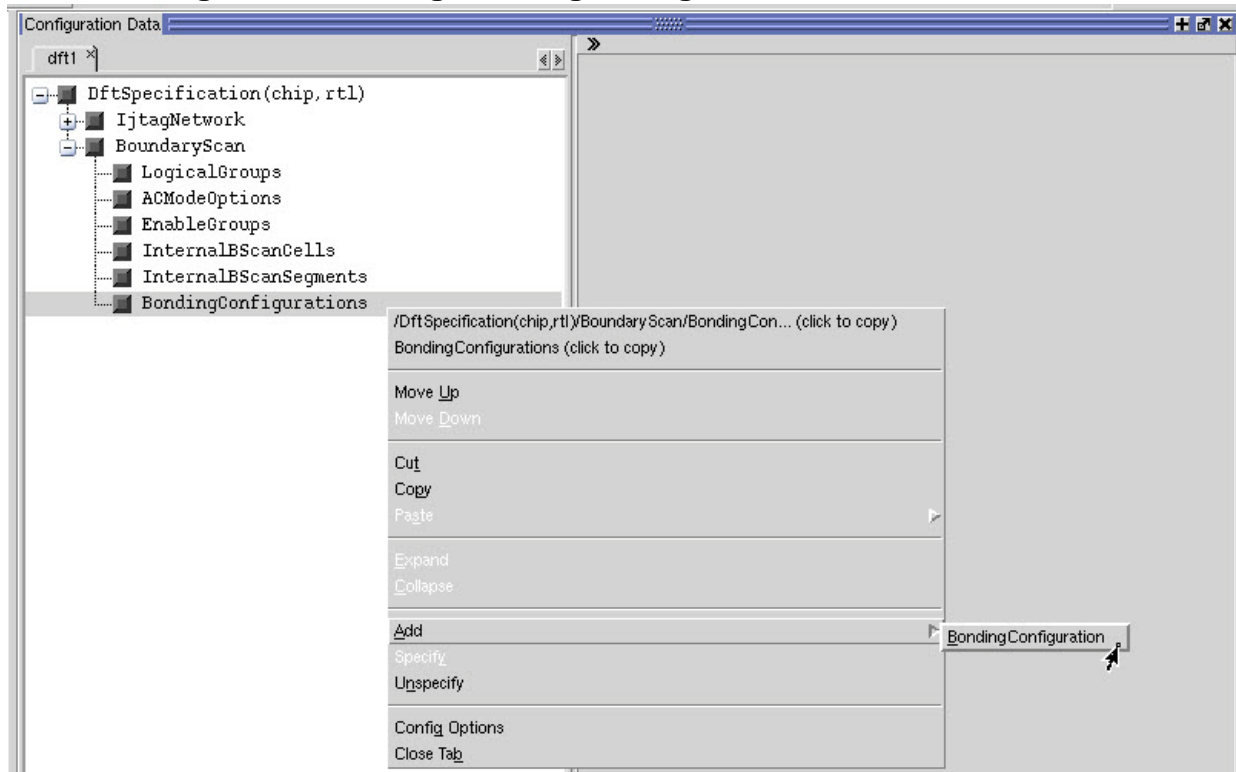 Configuration Data
dft1
»
DftSpecification(chip,rtl)
IjtagNetwork
BoundaryScan
LogicalGroups
ACModeOptions
EnableGroups
InternalBScanCells
InternalBScanSegments
BondingConfigurations
/DftSpecification(chip,rtl)/BoundaryScan/BondingCon... (click to copy)
BondingConfigurations (click to copy)
Move Up
Move Down
Cut
Copy
Paste
Expand
Collapse
Add
BondingConfiguration
Specify
Unspecify
Config Options
Close Tab